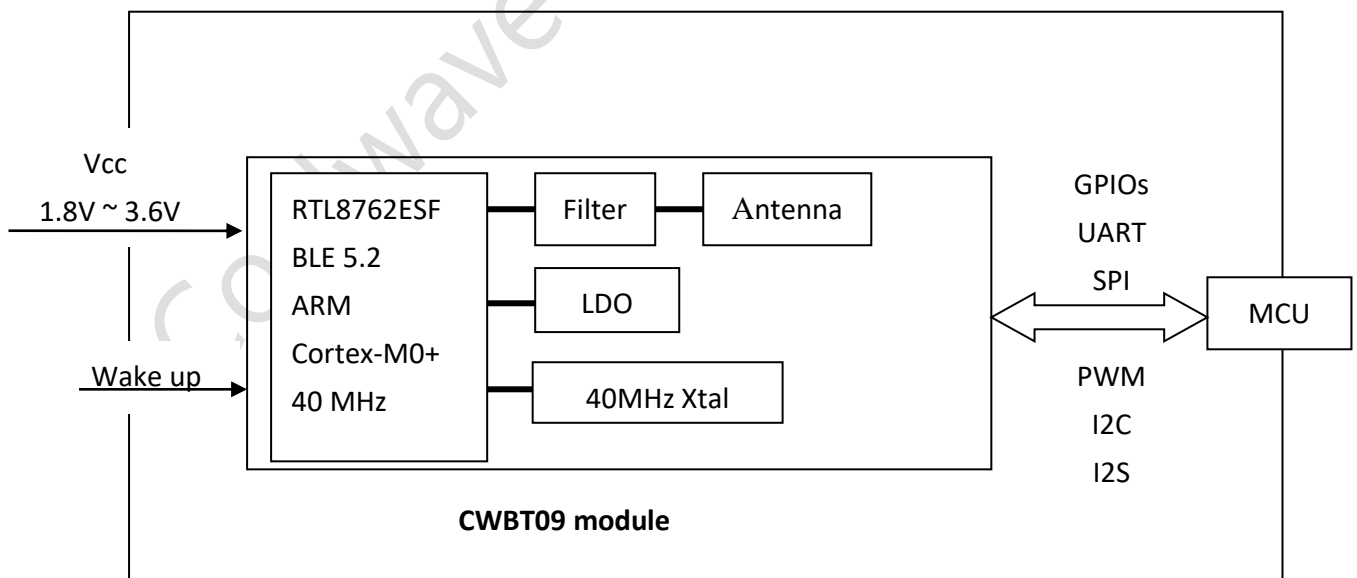 Vcc
1.8V ~ 3.6V
Wake up
RTL8762ESF
BLE 5.2
ARM
Cortex-M0+
40 MHz
Filter
Antenna
LDO
40MHz Xtal
CWBT09 module
GPIOs
UART
SPI
PWM
I2C
I2S
MCU